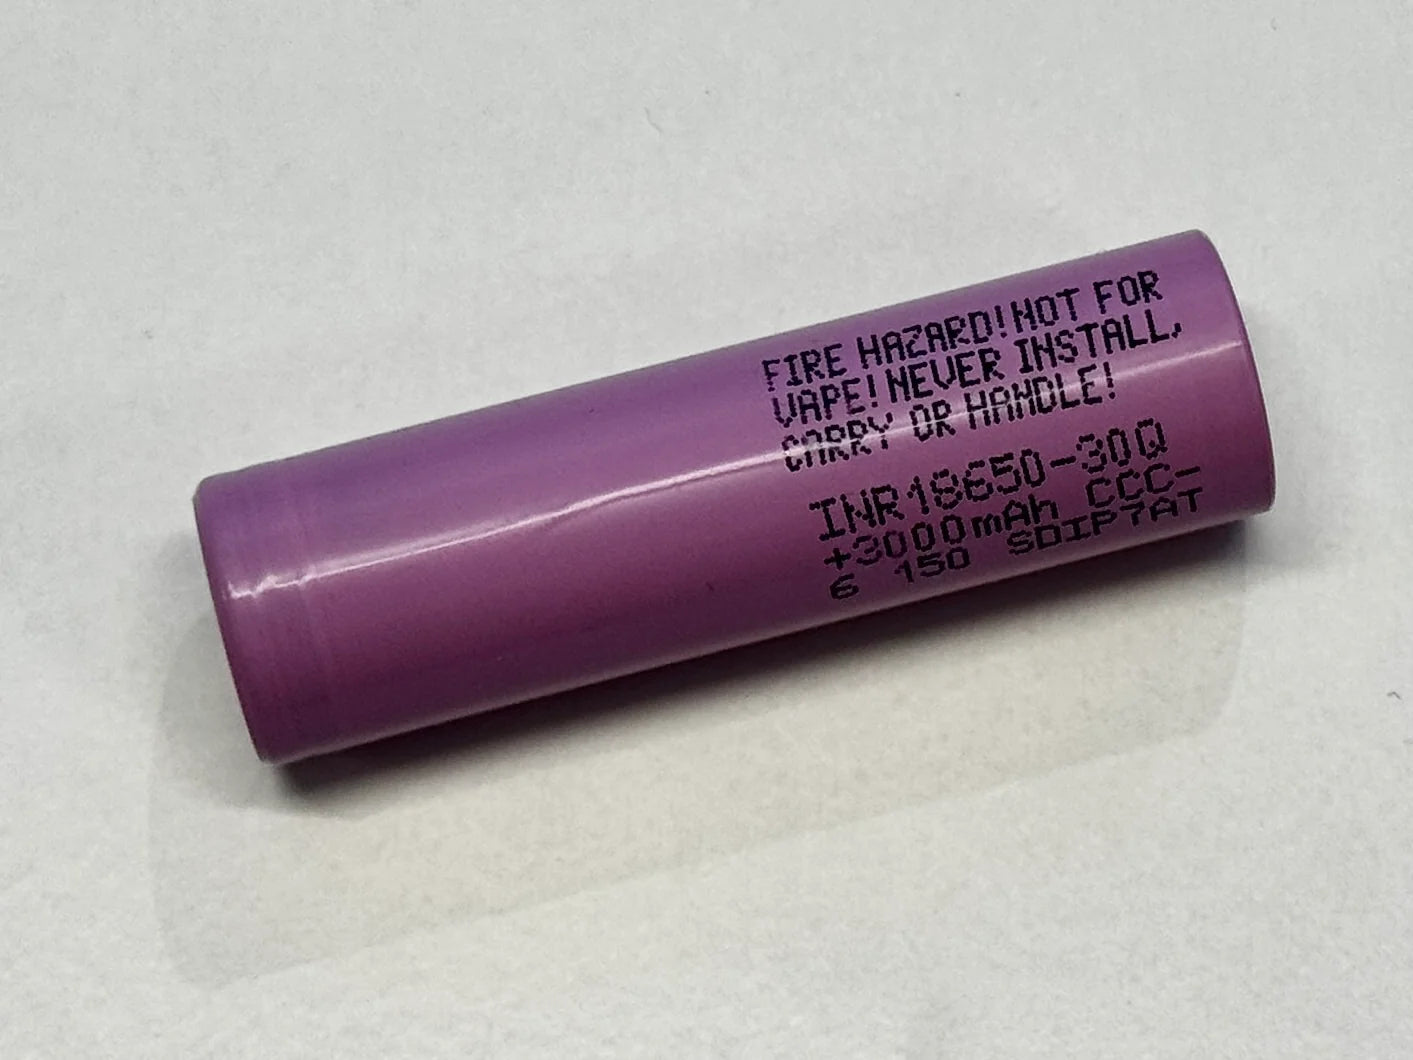 FIRE HAZARD! NOT FOR
VAPE! NEVER INSTALL,
CARRY OR HANDLE!
INR18650-30Q
+3000mAh CCC-
6 150 SDIP7AT